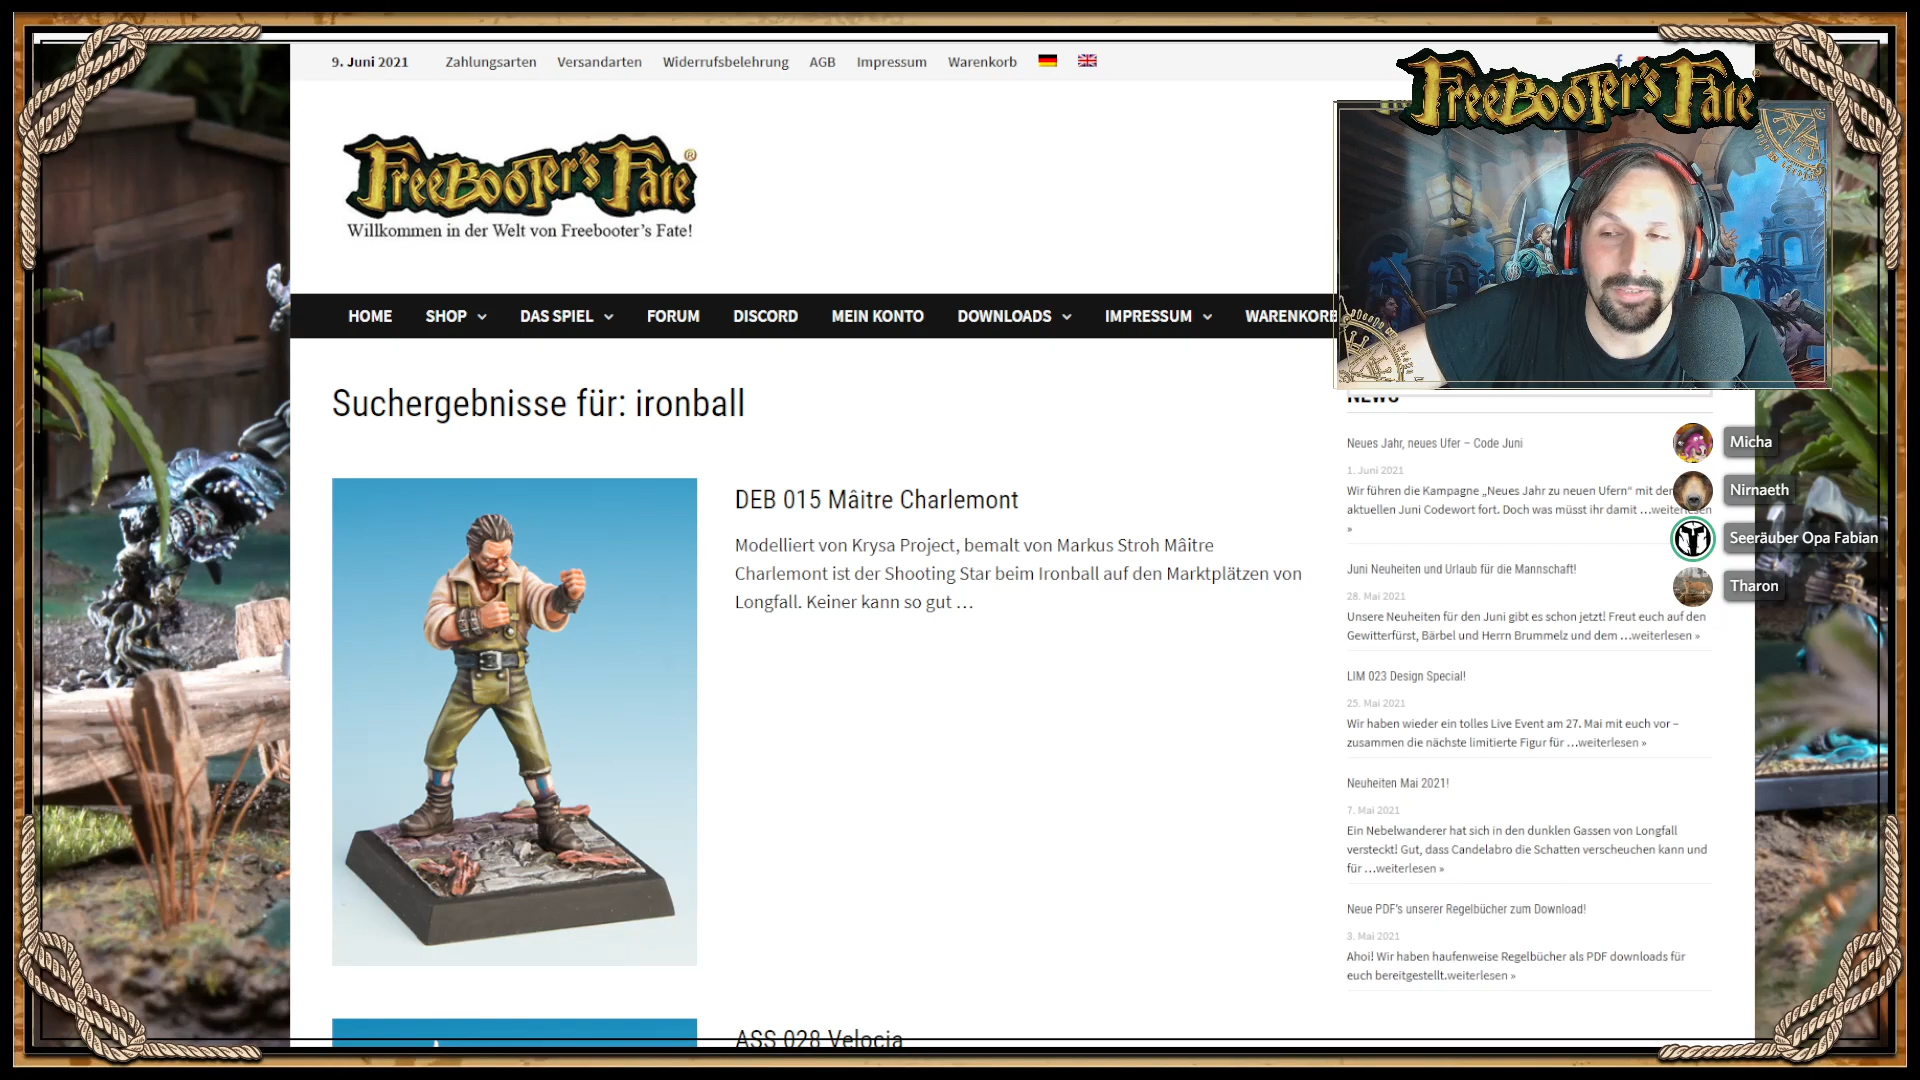 9. Juni 2021 Zahlungsarten Versandarten Widerrufsbelehrung AGB Impressum Warenkorb
FREEBOOTER'S FATE
FREEBOOTER'S FATE ®
Willkommen in der Welt von Freebooter's Fate!
HOME SHOP DAS SPIEL FORUM DISCORD MEIN KONTO DOWNLOADS IMPRESSUM WARENKORB
Suchergebnisse für: ironball
DEB 015 Mâitre Charlemont
Modelliert von Krysa Project, bemalt von Markus Stroh Mâitre
Charlemont ist der Shooting Star beim Ironball auf den Marktplätzen von
Longfall. Keiner kann so gut …
ASS 028 Velocia
NEWS
Neues Jahr, neues Ufer – Code Juni
1. Juni 2021
Wir führen die Kampagne „Neues Jahr zu neuen Ufern“ mit der
aktuellen Juni Codewort fort. Doch was müsst ihr damit …weiterlesen
»
Juni Neuheiten und Urlaub für die Mannschaft!
28. Mai 2021
Unsere Neuheiten für den Juni gibt es schon jetzt! Freut euch auf den
Gewitterfürst, Bärbel und Herrn Brummelz und dem …weiterlesen »
LIM 023 Design Special!
25. Mai 2021
Wir haben wieder ein tolles Live Event am 27. Mai mit euch vor –
zusammen die nächste limitierte Figur für …weiterlesen »
Neuheiten Mai 2021!
7. Mai 2021
Ein Nebelwanderer hat sich in den dunklen Gassen von Longfall
versteckt! Gut, dass Candelabro die Schatten verscheuchen kann und
für …weiterlesen »
Neue PDF's unserer Regelbücher zum Download!
3. Mai 2021
Ahoi! Wir haben haufenweise Regelbücher als PDF downloads für
euch bereitgestellt.weiterlesen »
Micha
Nirnaeth
Seeräuber Opa Fabian
Tharon